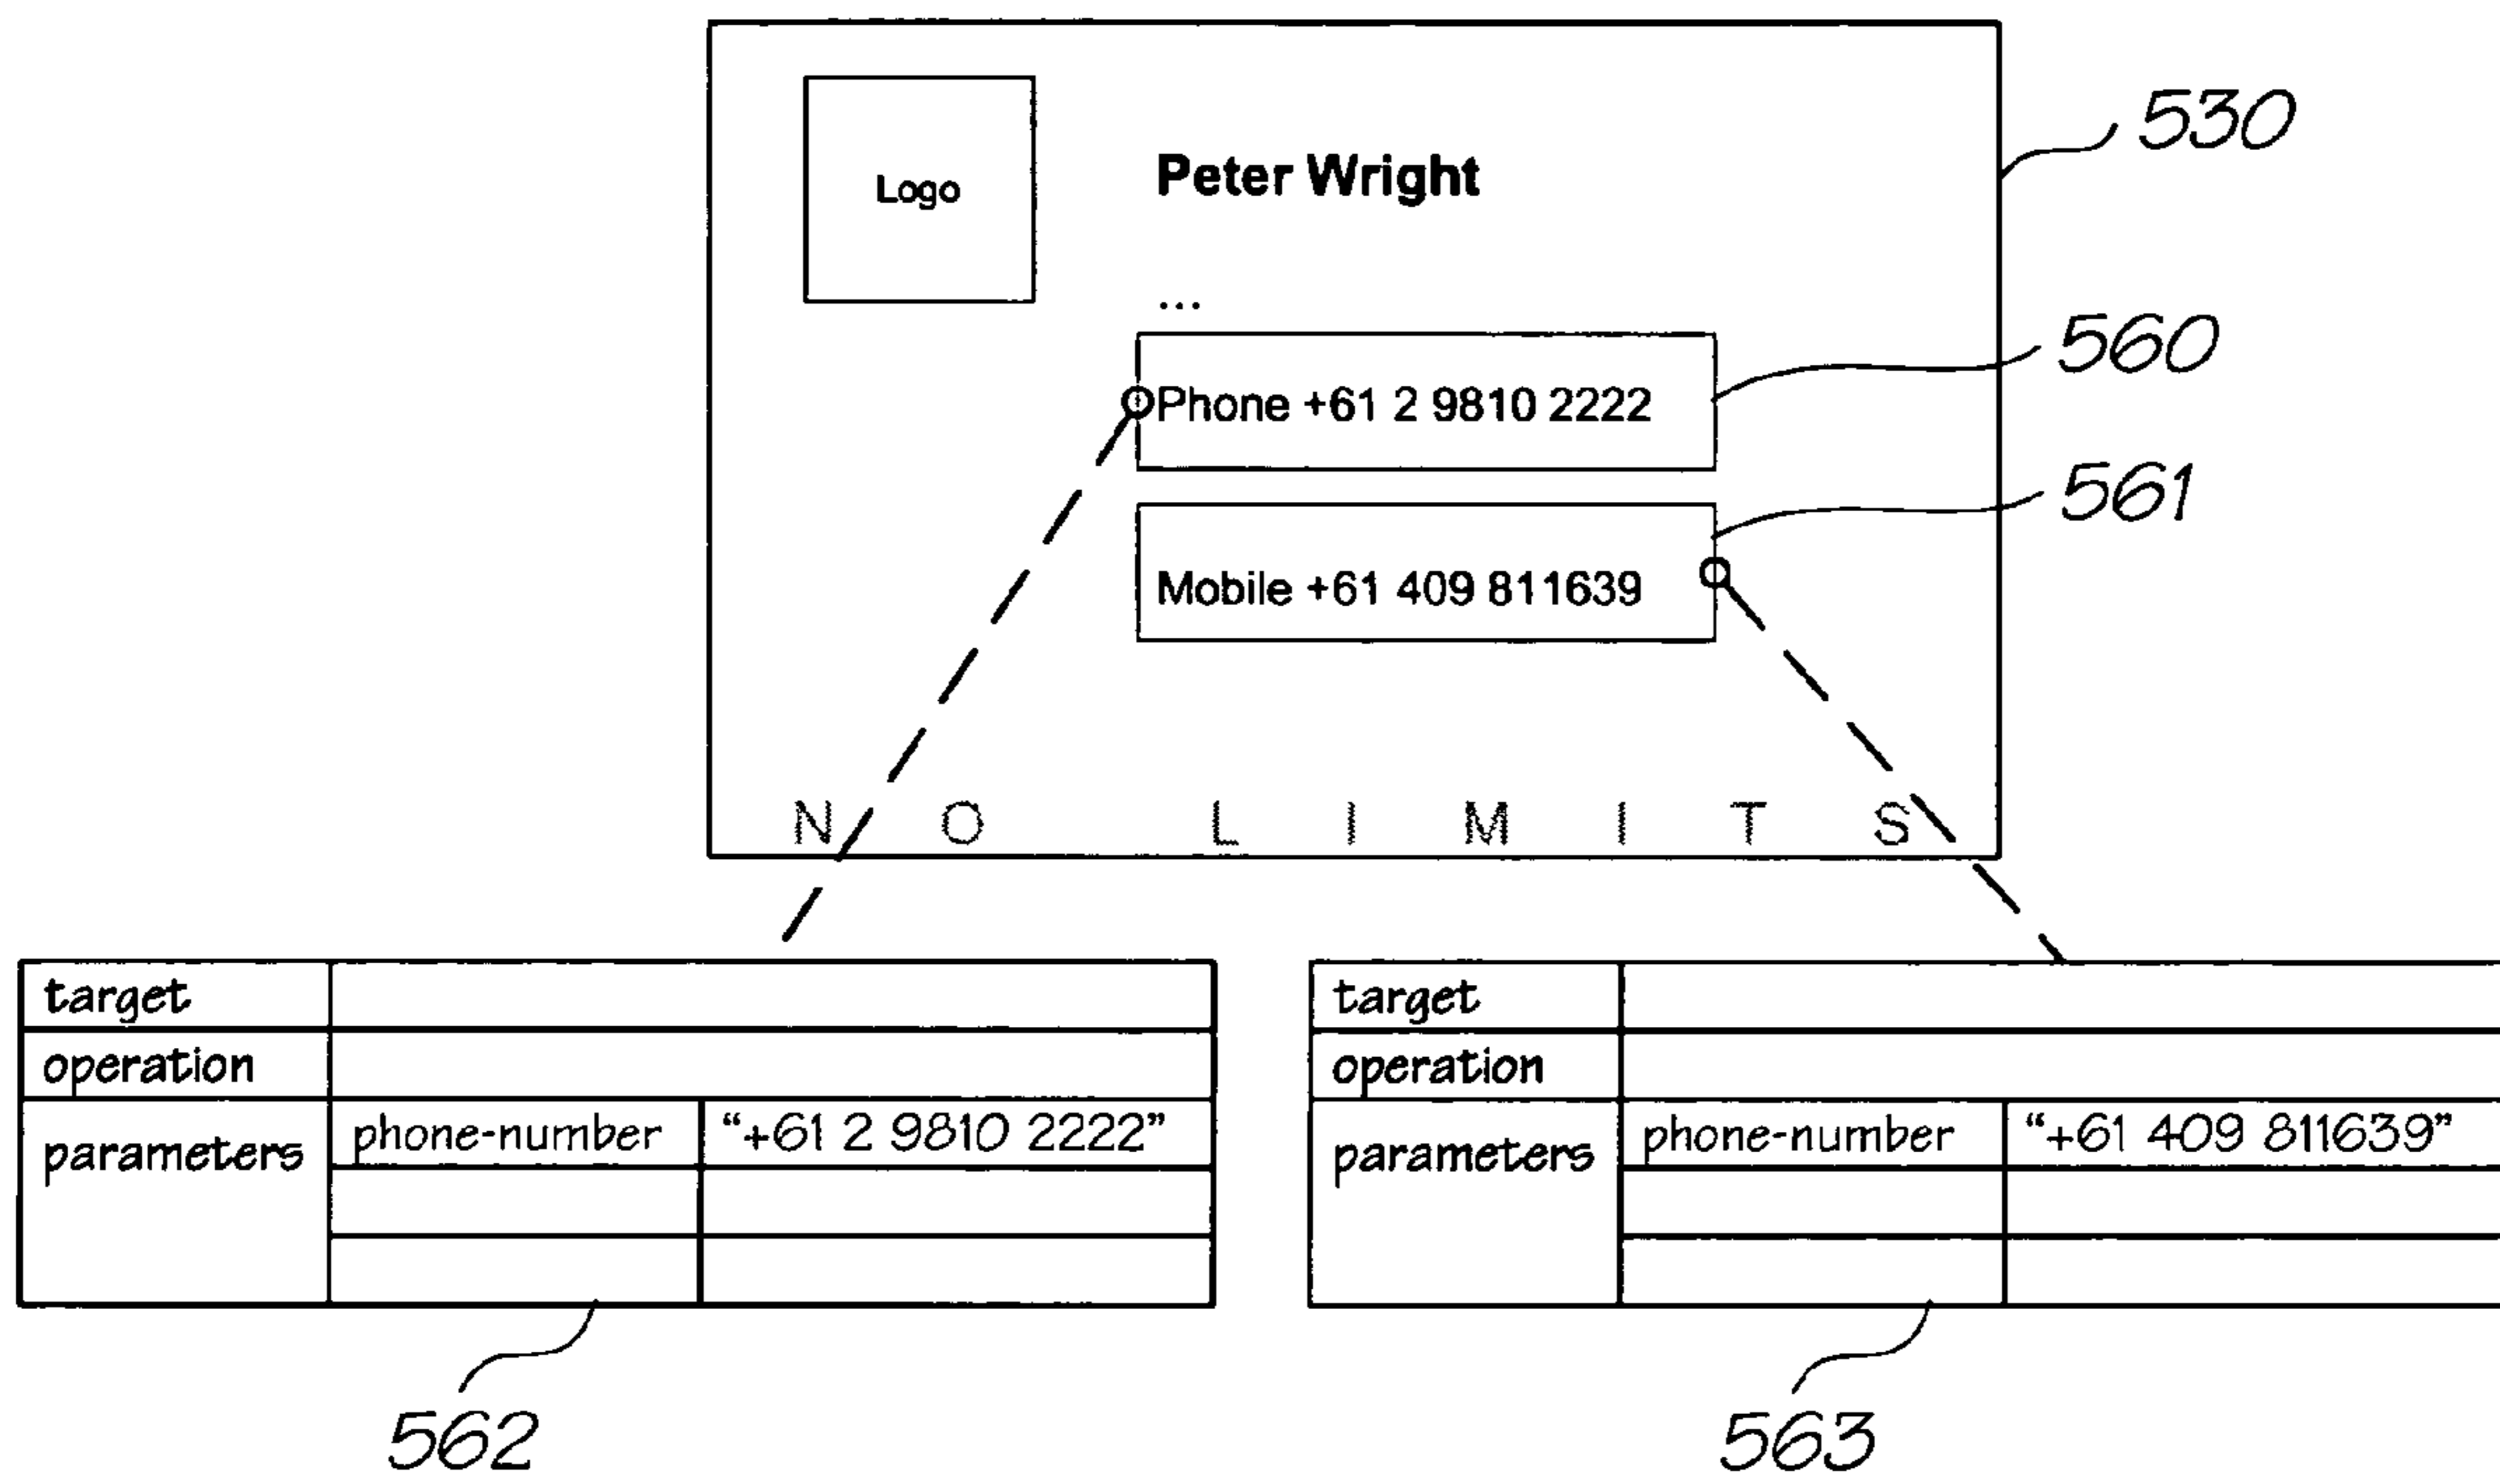 530
Logo
Peter Wright
...
560
Phone +61 2 9810 2222
561
Mobile +61 409 811639
N O L I M I T S
target
operation
parameters phone-number “+61 2 9810 2222”
562
target
operation
parameters phone-number “+61 409 811639”
563